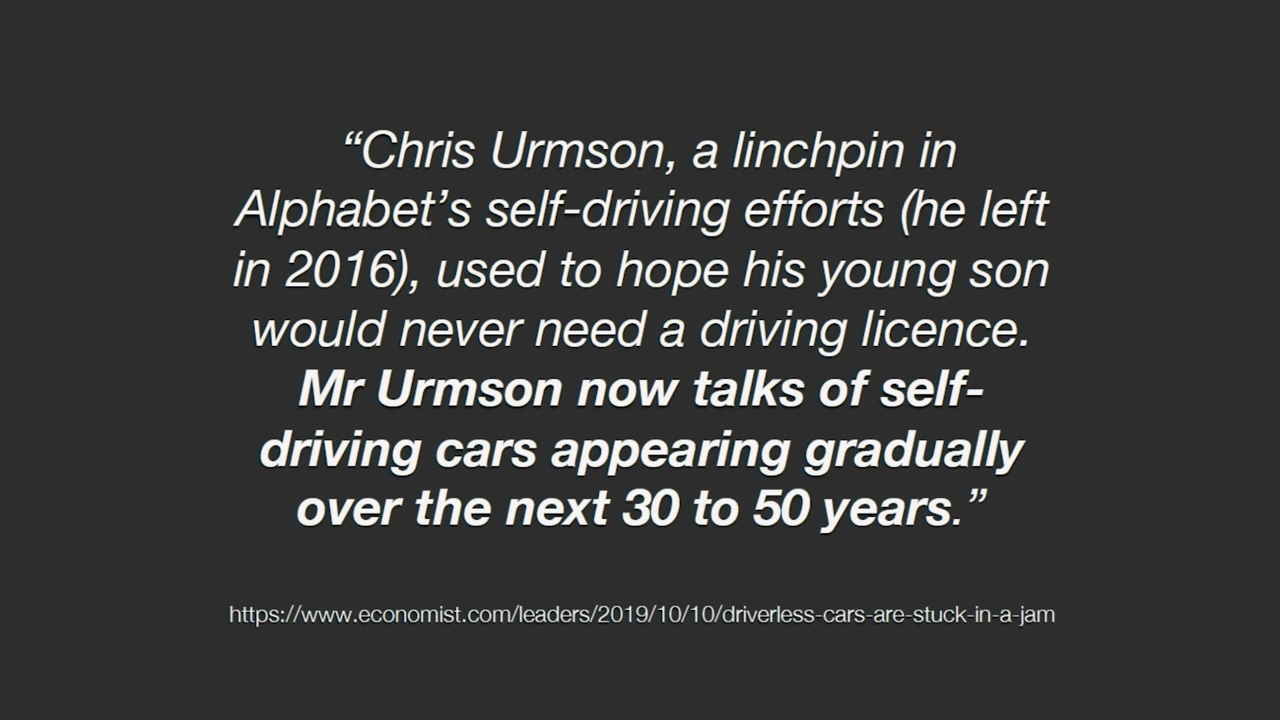 “Chris Urmson, a linchpin in
Alphabet’s self-driving efforts (he left
in 2016), used to hope his young son
would never need a driving licence.
Mr Urmson now talks of self-
driving cars appearing gradually
over the next 30 to 50 years.”
https://www.economist.com/leaders/2019/10/10/driverless-cars-are-stuck-in-a-jam